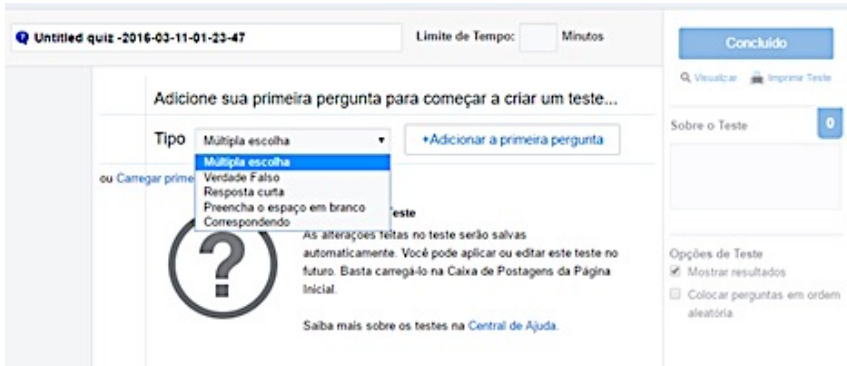 Untitled quiz -2016-03-11-01-23-47
Limite de Tempo: Minutos
Concluído
Visualizar Imprimir Teste
Adicione sua primeira pergunta para começar a criar um teste...
Tipo Múltipla escolha +Adicionar a primeira pergunta
Múltipla escolha
Verdade Falso
Resposta curta
Preencha o espaço em branco
Correspondendo
ou Carregar prime
este
As alterações feitas no teste serão salvas
automaticamente. Você pode aplicar ou editar este teste no
futuro. Basta carregá-lo na Caixa de Postagens da Página
Inicial.
Saiba mais sobre os testes na Central de Ajuda.
Sobre o Teste 0
Opções de Teste
Mostrar resultados
Colocar perguntas em ordem
aleatória